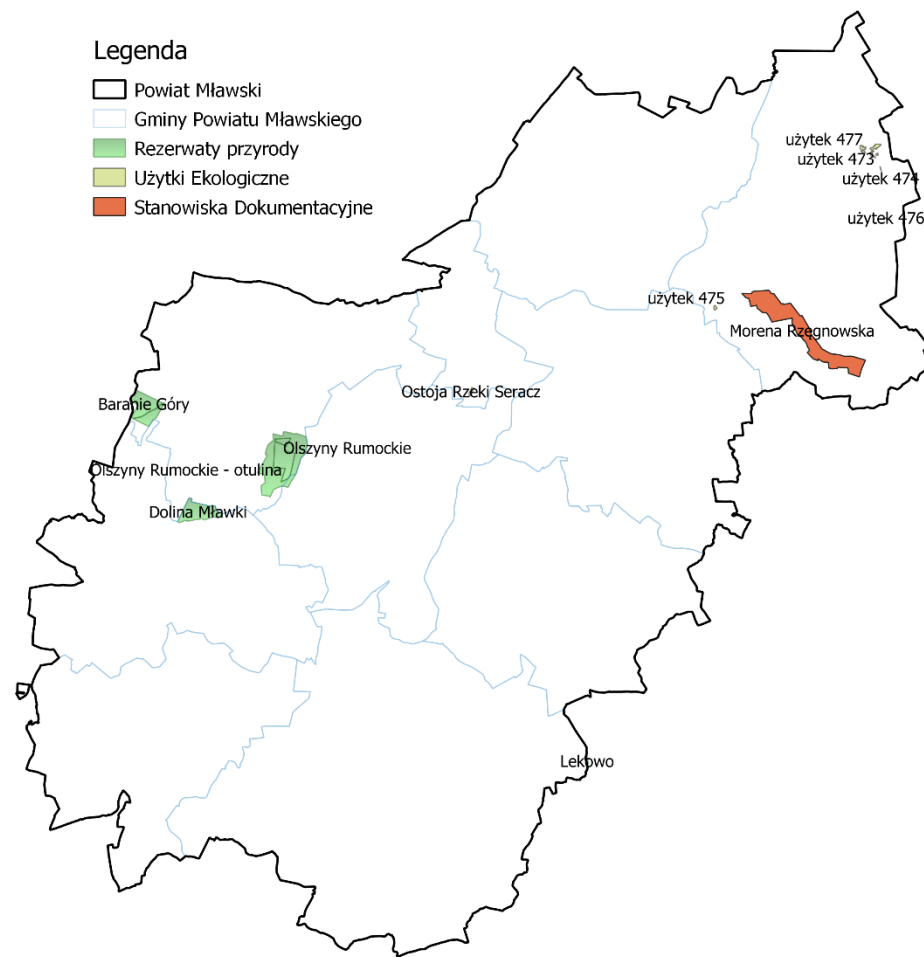 Legenda
Powiat Mławski
Gminy Powiatu Mławskiego
Rezerwaty przyrody
Użytki Ekologiczne
Stanowiska Dokumentacyjne
użytek 477
użytek 473
użytek 474
użytek 476
użytek 475
Morena Rzęgnowska
Ostoja Rzeki Seracz
Baranie Góry
Olszyny Rumockie
Olszyny Rumockie - otulina
Dolina Mławki
Lekowo